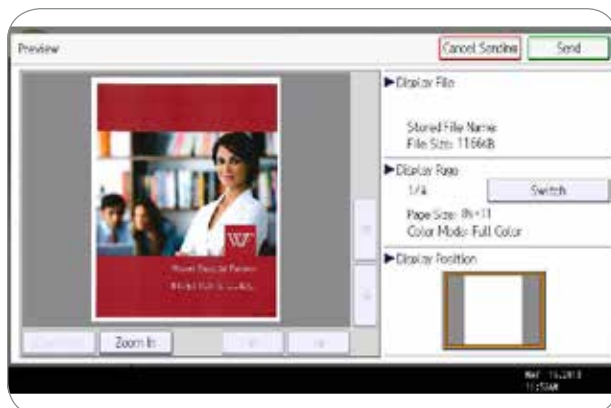 Preview
Cancel Sending
Send
▶Display File
Stored File Name:
File Size: 1166KB
▶Display Page
1/4
Switch
Page Size: 8½×11
Color Mode: Full Color
▶Display Position
Zoom In